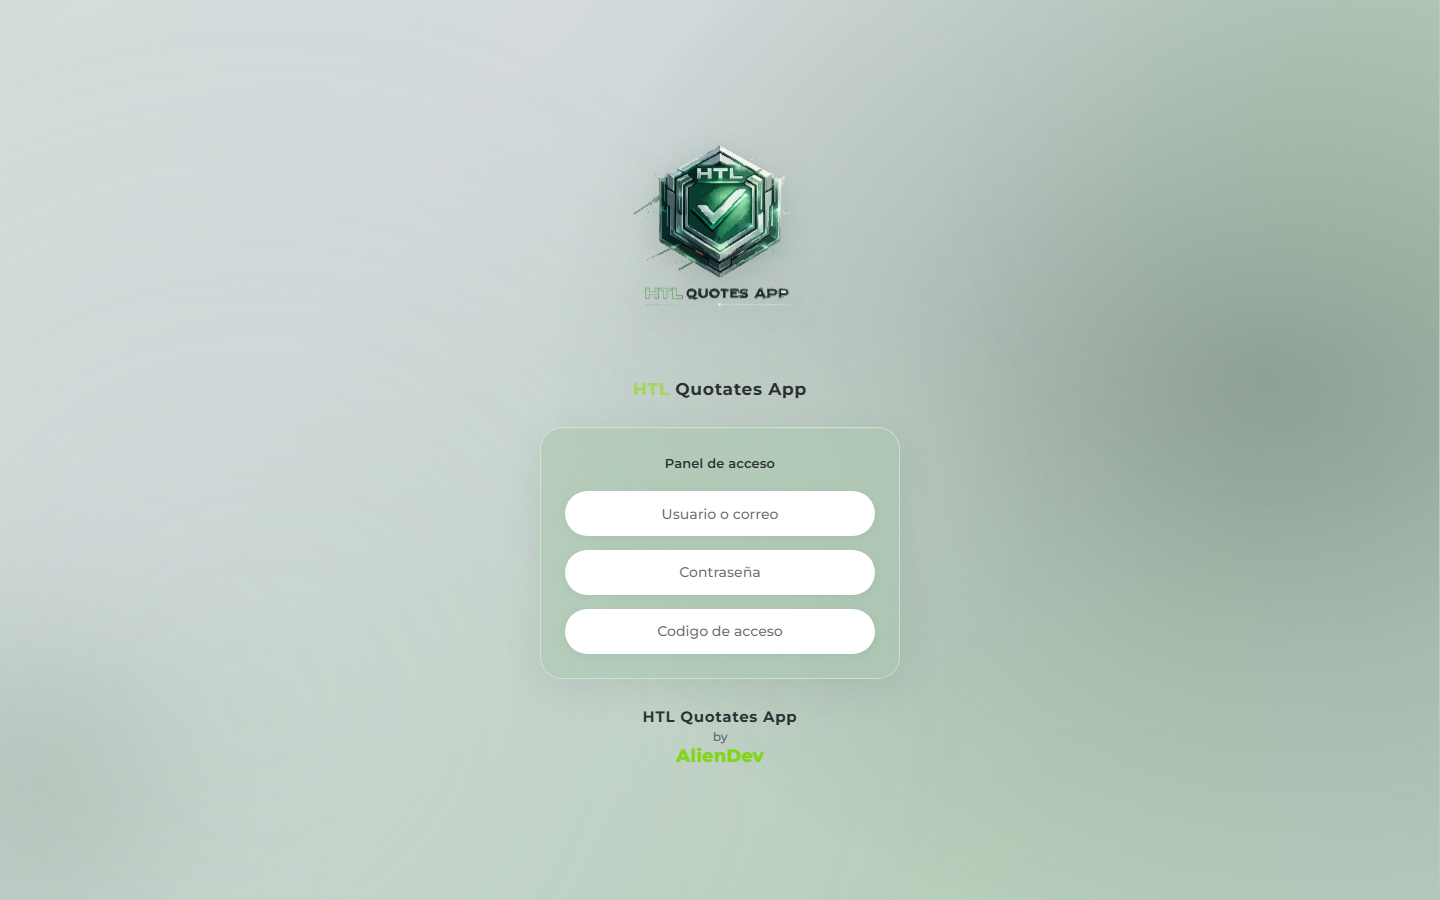 HTL
HTL QUOTES APP
HTL Quotates App
Panel de acceso
Usuario o correo
Contraseña
Codigo de acceso
HTL Quotates App
by
AlienDev